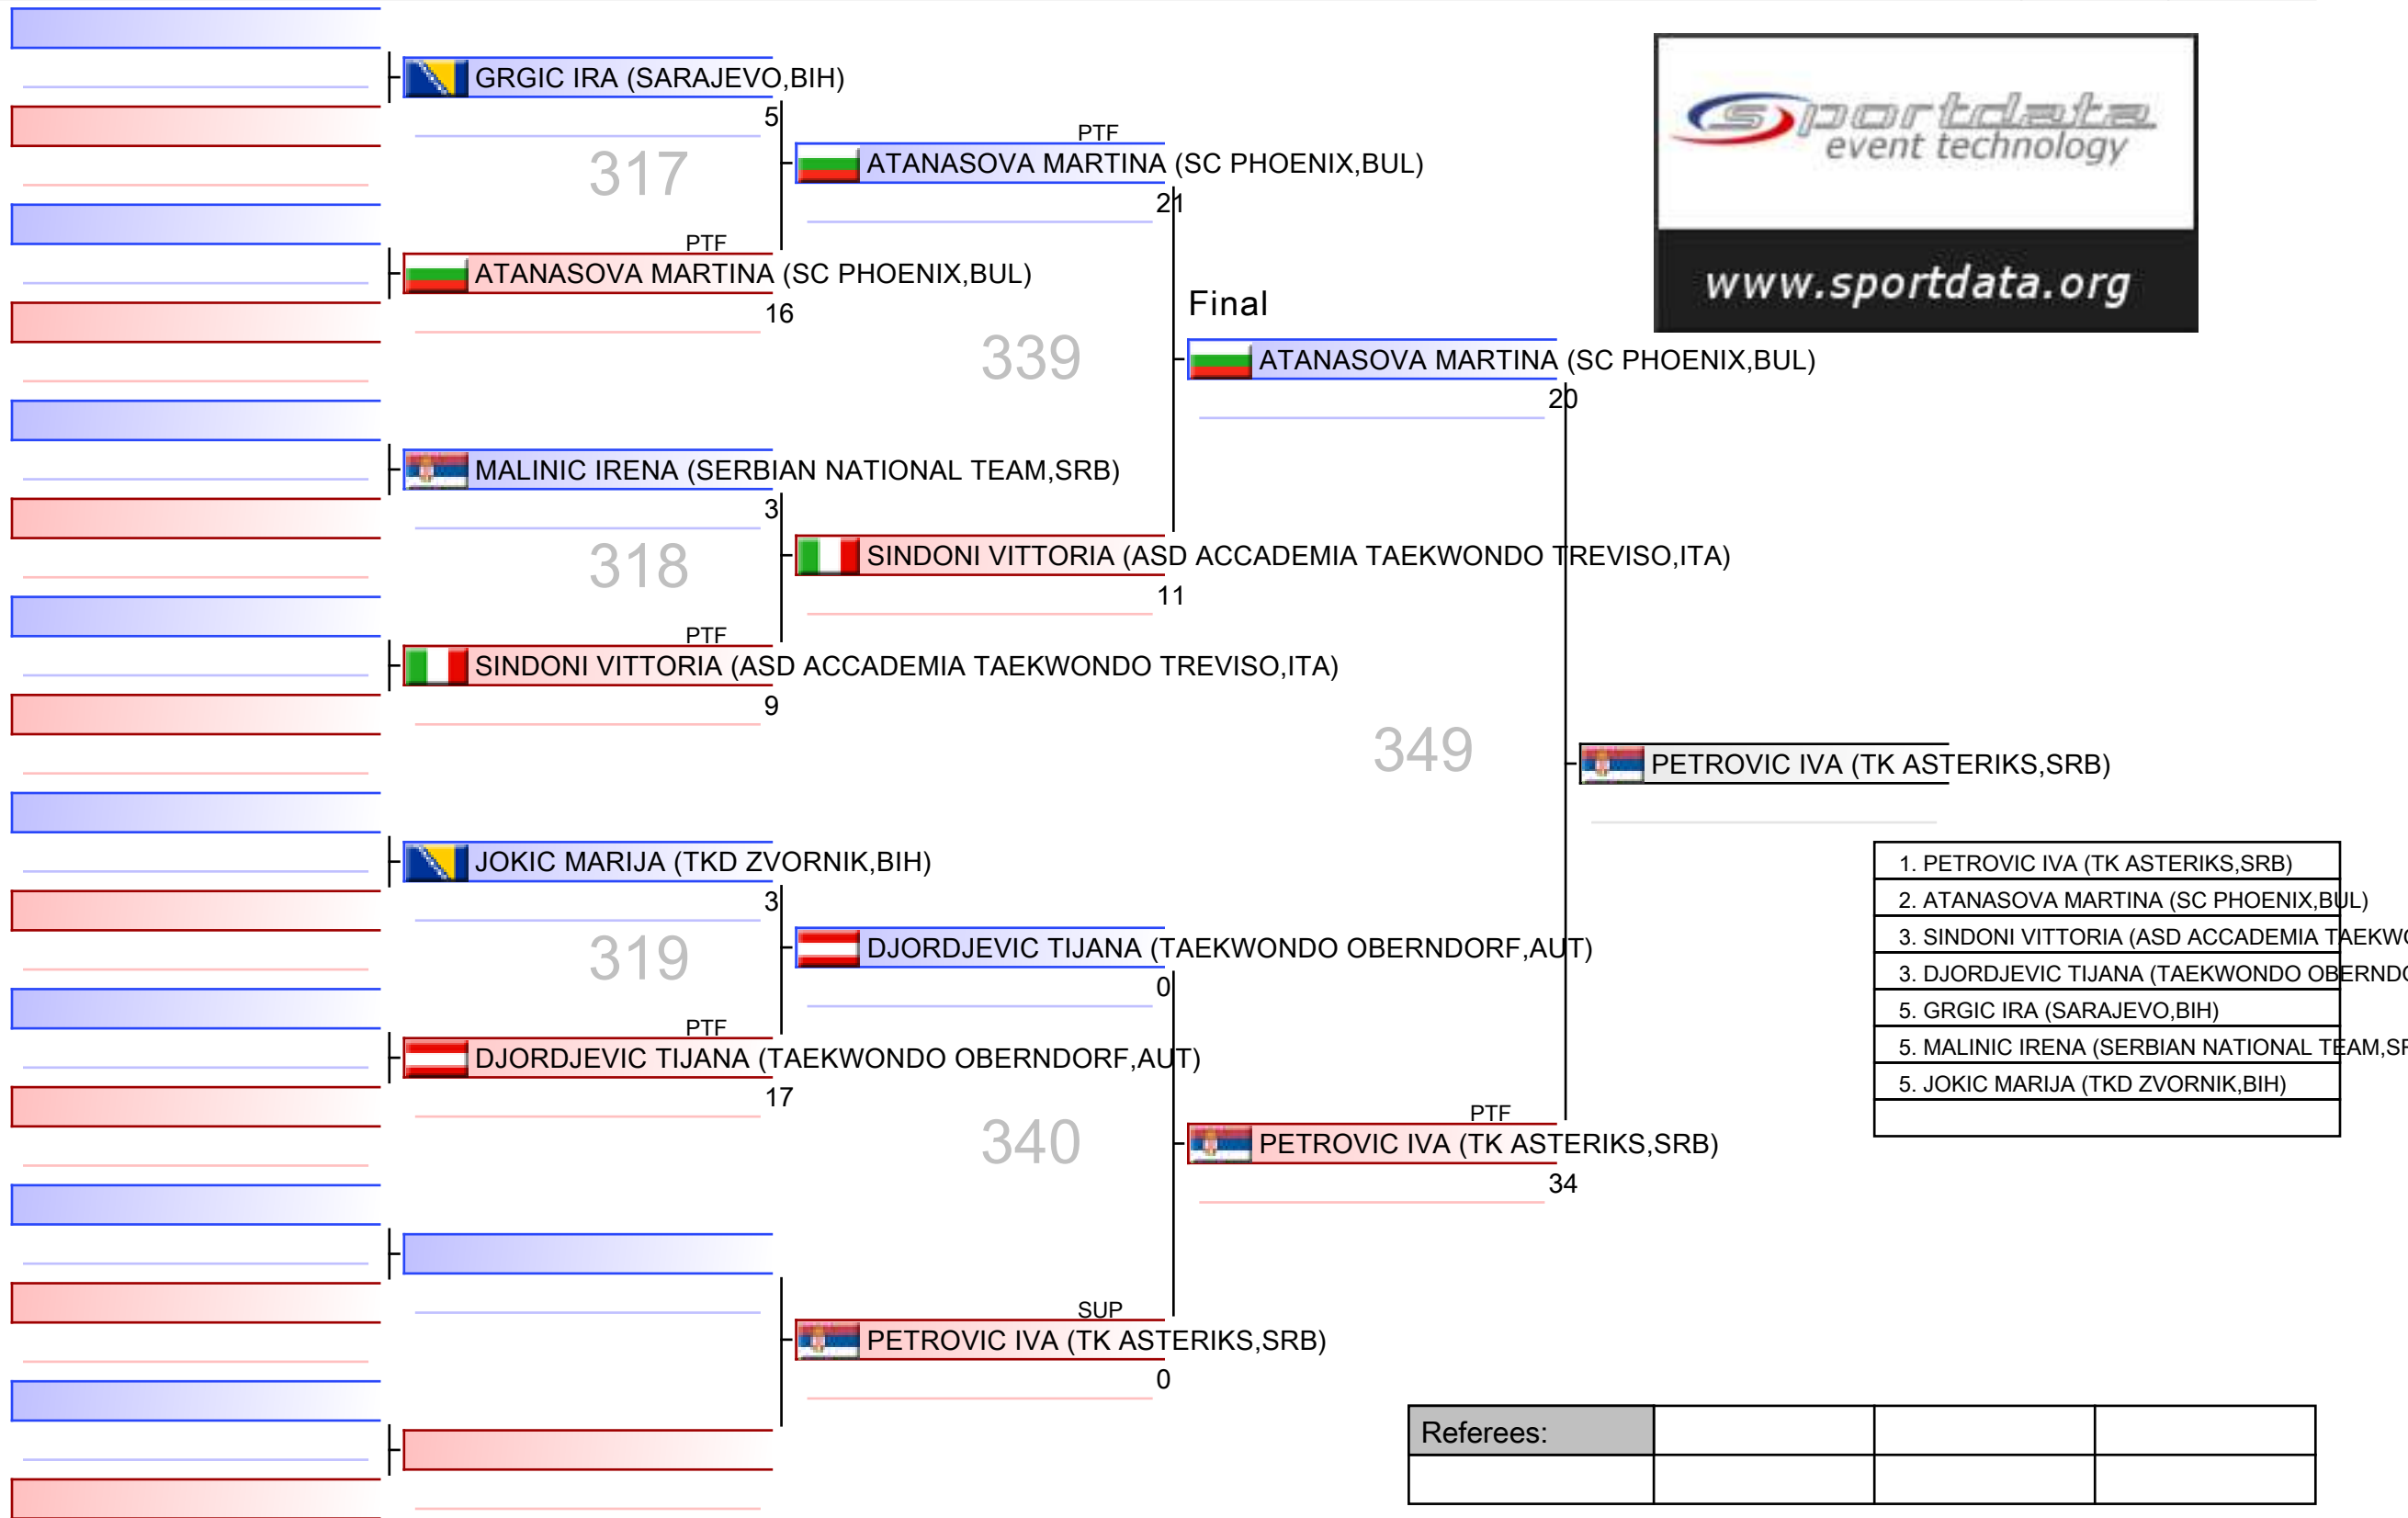 GRGIC IRA (SARAJEVO,BIH)
5
317
PTF
ATANASOVA MARTINA (SC PHOENIX,BUL)
16
MALINIC IRENA (SERBIAN NATIONAL TEAM,SRB)
3
318
PTF
SINDONI VITTORIA (ASD ACCADEMIA TAEKWONDO TREVISO,ITA)
9
JOKIC MARIJA (TKD ZVORNIK,BIH)
3
319
PTF
DJORDJEVIC TIJANA (TAEKWONDO OBERNDORF,AUT)
17
PTF
ATANASOVA MARTINA (SC PHOENIX,BUL)
21
339
SINDONI VITTORIA (ASD ACCADEMIA TAEKWONDO TREVISO,ITA)
11
DJORDJEVIC TIJANA (TAEKWONDO OBERNDORF,AUT)
0
340
SUP
PETROVIC IVA (TK ASTERIKS,SRB)
0
Final
ATANASOVA MARTINA (SC PHOENIX,BUL)
20
349
PTF
PETROVIC IVA (TK ASTERIKS,SRB)
34
PETROVIC IVA (TK ASTERIKS,SRB)
sportdata
event technology
www.sportdata.org
1. PETROVIC IVA (TK ASTERIKS,SRB)
2. ATANASOVA MARTINA (SC PHOENIX,BUL)
3. SINDONI VITTORIA (ASD ACCADEMIA
3. DJORDJEVIC TIJANA (TAEKWONDO
5. GRGIC IRA (SARAJEVO,BIH)
5. MALINIC IRENA (SERBIAN NATIONAL TEAM,
5. JOKIC MARIJA (TKD ZVORNIK,BIH)
Referees: